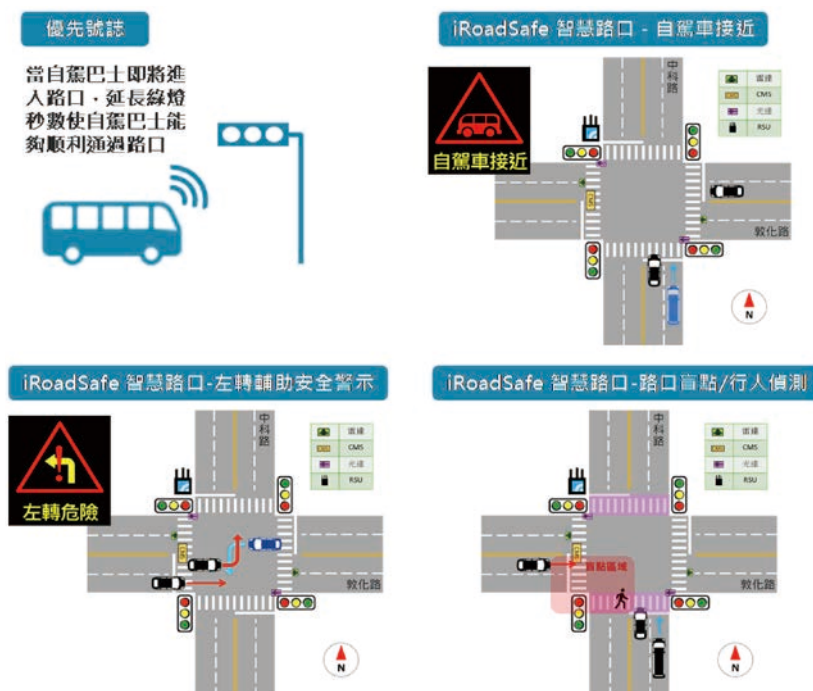 優先號誌
當自駕巴士即將進
入路口，延長綠燈
秒數使自駕巴士能
夠順利通過路口
iRoadSafe 智慧路口 - 自駕車接近
自駕車接近
中科路
雷達
CMS
光達
RSU
CMS
敦化路
N
iRoadSafe 智慧路口-左轉輔助安全警示
左轉危險
中科路
雷達
CMS
光達
RSU
CMS
敦化路
N
iRoadSafe 智慧路口-路口盲點/行人偵測
中科路
雷達
CMS
光達
RSU
CMS
盲點區域
敦化路
N